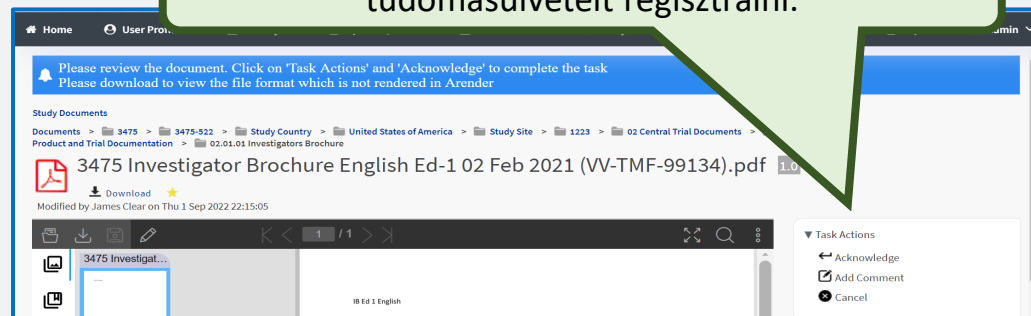 tudomásulvételt regisztrálni.
Home User Pro
Please review the document. Click on 'Task Actions' and 'Acknowledge' to complete the task
Please download to view the file format which is not rendered in Arender
Study Documents
Documents > 3475 > 3475-522 > Study Country > United States of America > Study Site > 1223 > 02 Central Trial Documents >
Product and Trial Documentation > 02.01.01 Investigators Brochure
3475 Investigator Brochure English Ed-1 02 Feb 2021 (VV-TMF-99134).pdf 1.0
Download
Modified by James Clear on Thu 1 Sep 2022 22:15:05
1 / 1
3475 Investigat...
IB Ed 1 English
Task Actions
Acknowledge
Add Comment
Cancel